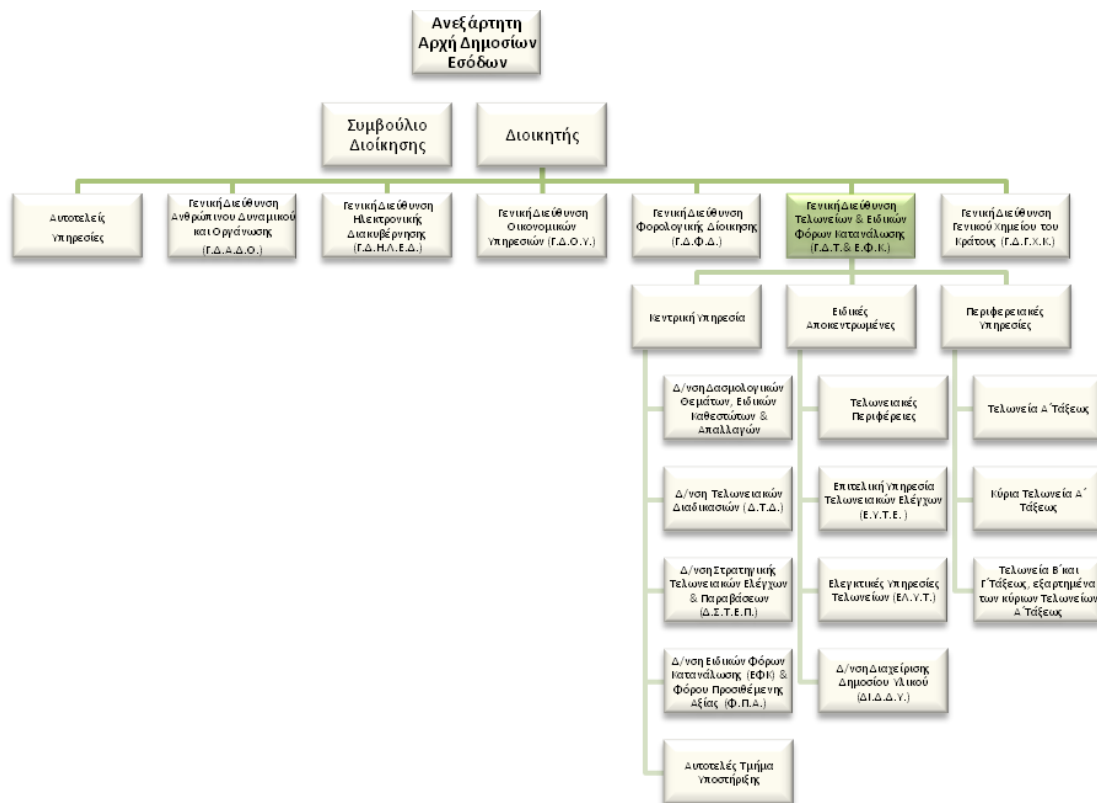 Ανεξάρτητη
Αρχή Δημοσίων
Εσόδων
Συμβούλιο
Διοίκησης
Διοικητής
Αυτοτελείς
Υπηρεσίες
Γενική Διεύθυνση
Ανθρώπινου Δυναμικού
και Οργάνωσης
(Γ.Δ.Α.Δ.Ο.)
Γενική Διεύθυνση
Ηλεκτρονικής
Διακυβέρνησης
(Γ.Δ.Η.Λ.Ε.Δ.)
Γενική Διεύθυνση
Οικονομικών
Υπηρεσιών (Γ.Δ.Ο.Υ.)
Γενική Διεύθυνση
Φορολογικής Διοίκησης
(Γ.Δ.Φ.Δ.)
Γενική Διεύθυνση
Τελωνείων & Ειδικών
Φόρων Κατανάλωσης
(Γ.Δ.Τ.& Ε.Φ.Κ.)
Γενική Διεύθυνση
Γενικού Χημείου του
Κράτους (Γ.Δ.Γ.Χ.Κ.)
Κεντρική Υπηρεσία
Ειδικές
Αποκεντρωμένες
Περιφερειακές
Υπηρεσίες
Δ/νση Δασμολογικών
Θεμάτων, Ειδικών
Καθεστώτων &
Απαλλαγών
Δ/νση Τελωνειακών
Διαδικασιών (Δ.Τ.Δ.)
Δ/νση Στρατηγικής
Τελωνειακών Ελέγχων
& Παραβάσεων
(Δ.Σ.Τ.Ε.Π.)
Δ/νση Ειδικών Φόρων
Κατανάλωσης (ΕΦΚ) &
Φόρου Προσιθέμενης
Αξίας (Φ.Π.Α.)
Αυτοτελές Τμήμα
Υποστήριξης
Τελωνειακές
Περιφέρειες
Επιτελική Υπηρεσία
Τελωνειακών Ελέγχων
(Ε.Υ.Τ.Ε.)
Ελεγκτικές Υπηρεσίες
Τελωνείων (ΕΛ.Υ.Τ.)
Δ/νση Διαχείρισης
Δημοσίου Υλικού
(ΔΙ.Δ.Δ.Υ.)
Τελωνεία Α΄Τάξεως
Κύρια Τελωνεία Α΄
Τάξεως
Τελωνεία Β΄και
Γ΄Τάξεως, εξαρτημένα
των κύριων Τελωνείων
Α΄Τάξεως